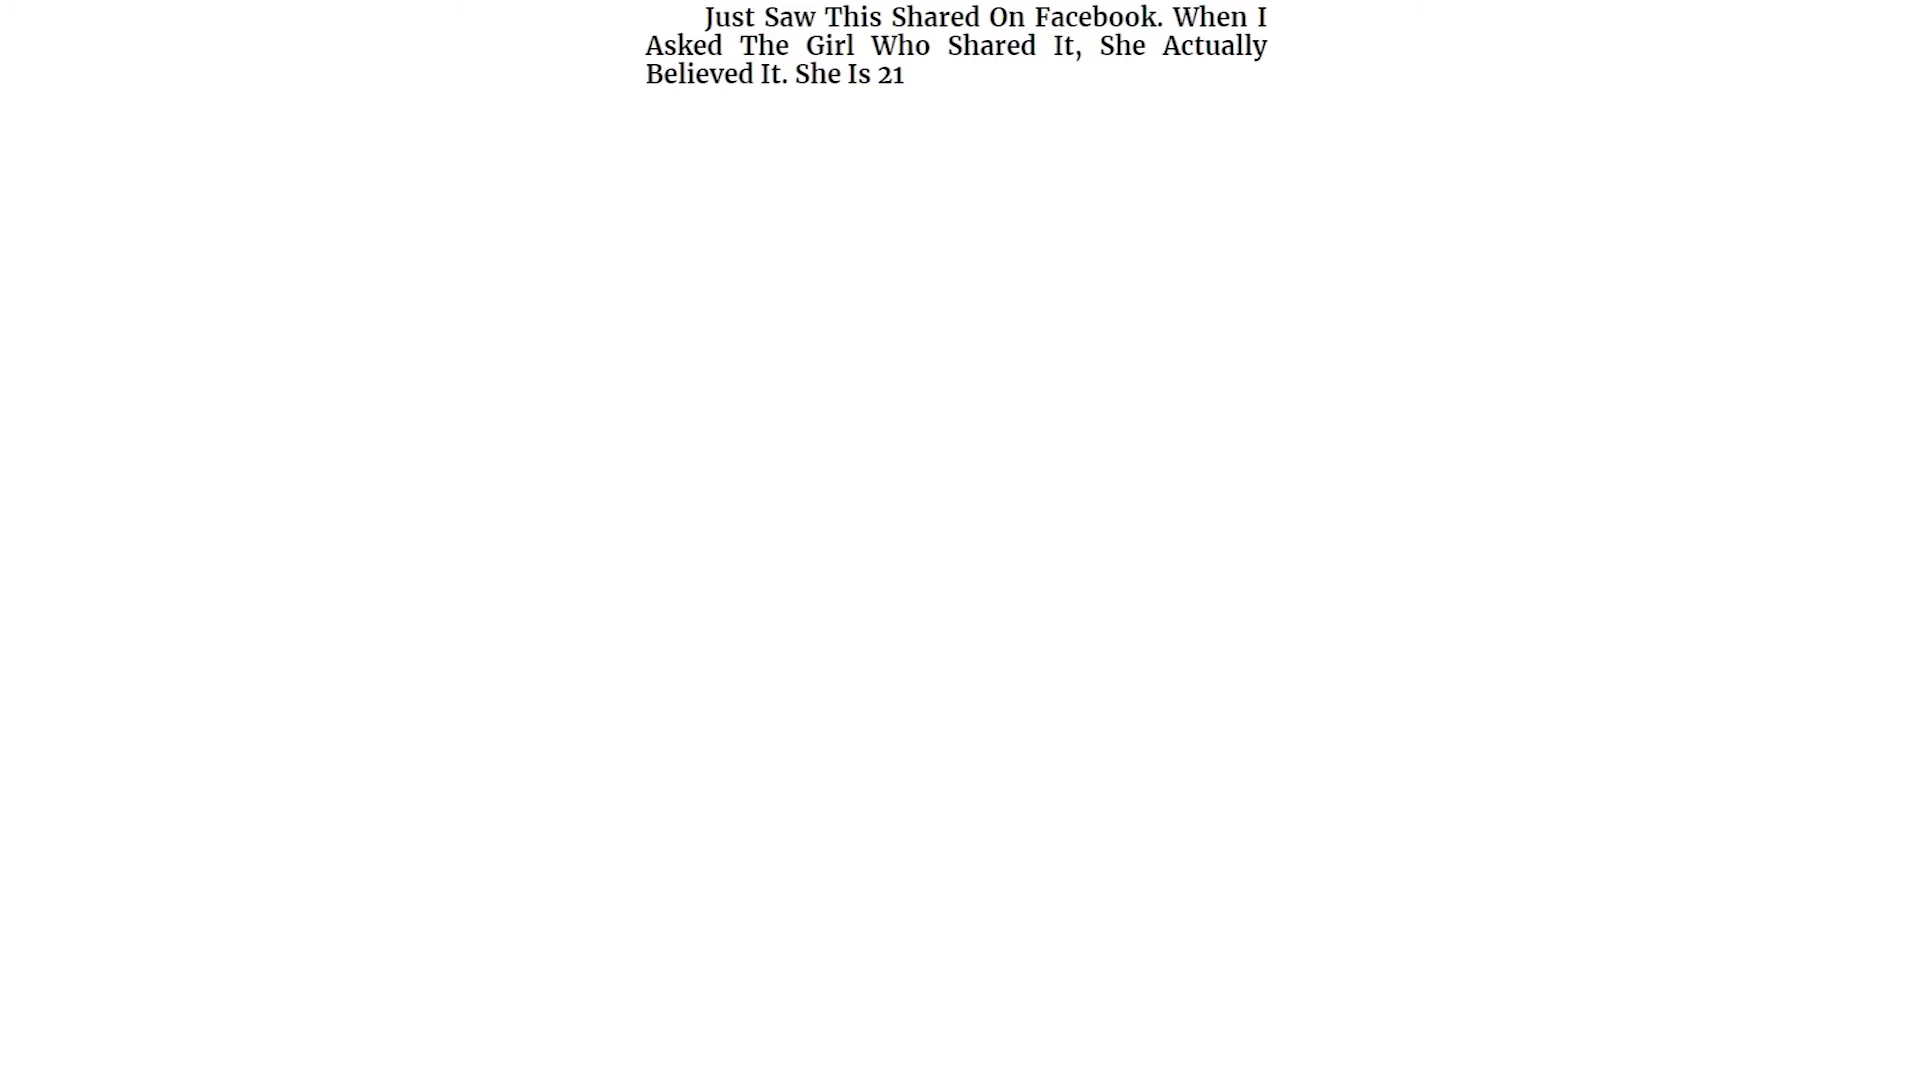 Just Saw This Shared On Facebook. When I
Asked The Girl Who Shared It, She Actually
Believed It. She Is 21